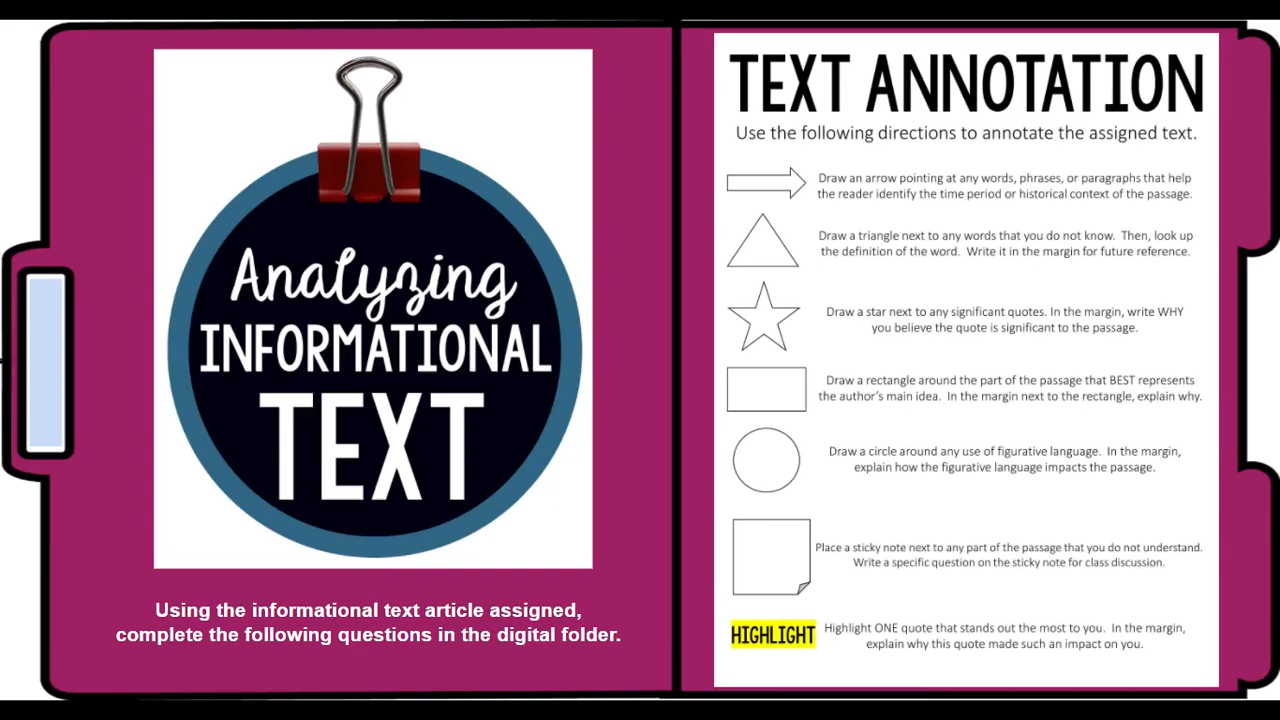 Analyzing
INFORMATIONAL
TEXT
Using the informational text article assigned,
complete the following questions in the digital folder.
TEXT ANNOTATION
Use the following directions to annotate the assigned text.
Draw an arrow pointing at any words, phrases, or paragraphs that help
the reader identify the time period or historical context of the passage.
Draw a triangle next to any words that you do not know. Then, look up
the definition of the word. Write it in the margin for future reference.
Draw a star next to any significant quotes. In the margin, write WHY
you believe the quote is significant to the passage.
Draw a rectangle around the part of the passage that BEST represents
the author's main idea. In the margin next to the rectangle, explain why.
Draw a circle around any use of figurative language. In the margin,
explain how the figurative language impacts the passage.
Place a sticky note next to any part of the passage that you do not understand.
Write a specific question on the sticky note for class discussion.
HIGHLIGHT
Highlight ONE quote that stands out the most to you. In the margin,
explain why this quote made such an impact on you.